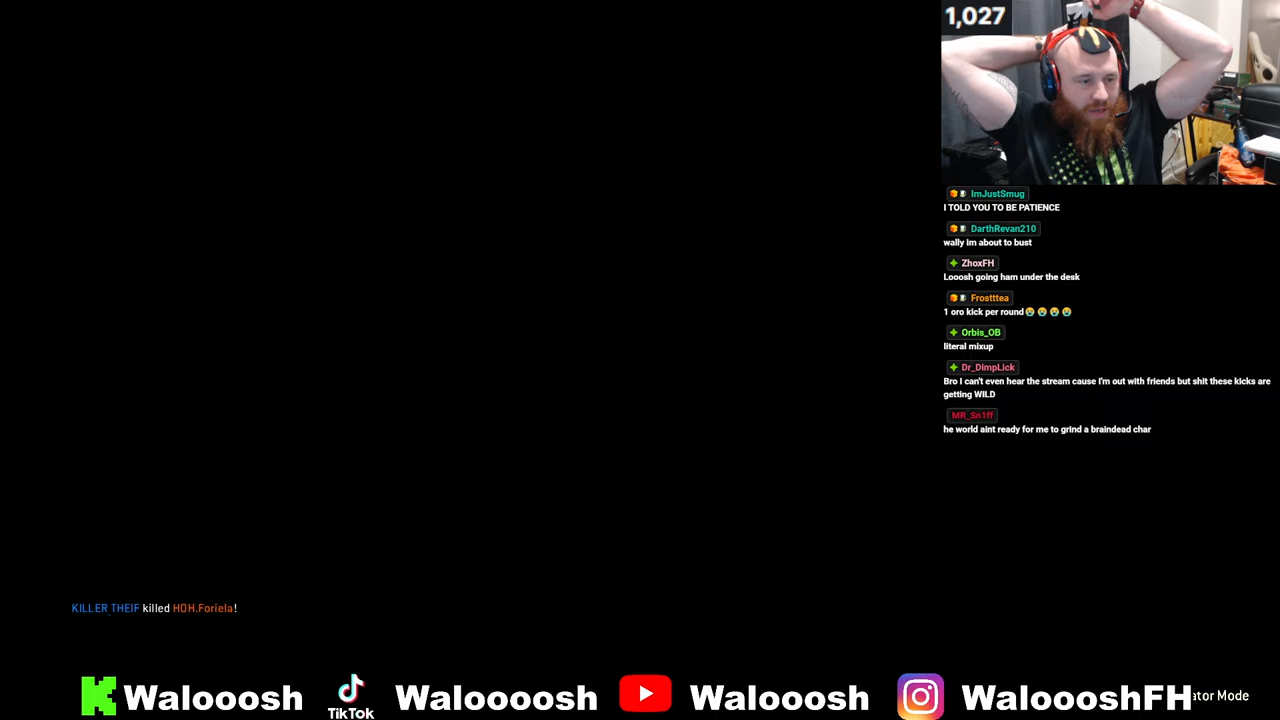 1,027
ImJustSmug
I TOLD YOU TO BE PATIENCE
DarthRevan210
wally im about to bust
ZhoxFH
Looosh going ham under the desk
Frostttea
1 oro kick per round😭😭😭😭
Orbis_OB
literal mixup
Dr_DimpLick
Bro I can't even hear the stream cause I'm out with friends but shit these kicks are
getting WILD
MR_Sn1ff
he world aint ready for me to grind a braindead char
KILLER THEIF killed HOH.Foriela!
Waloooosh
TikTok
Waloooosh
Walooosh
WaloooshFH
ator Mode